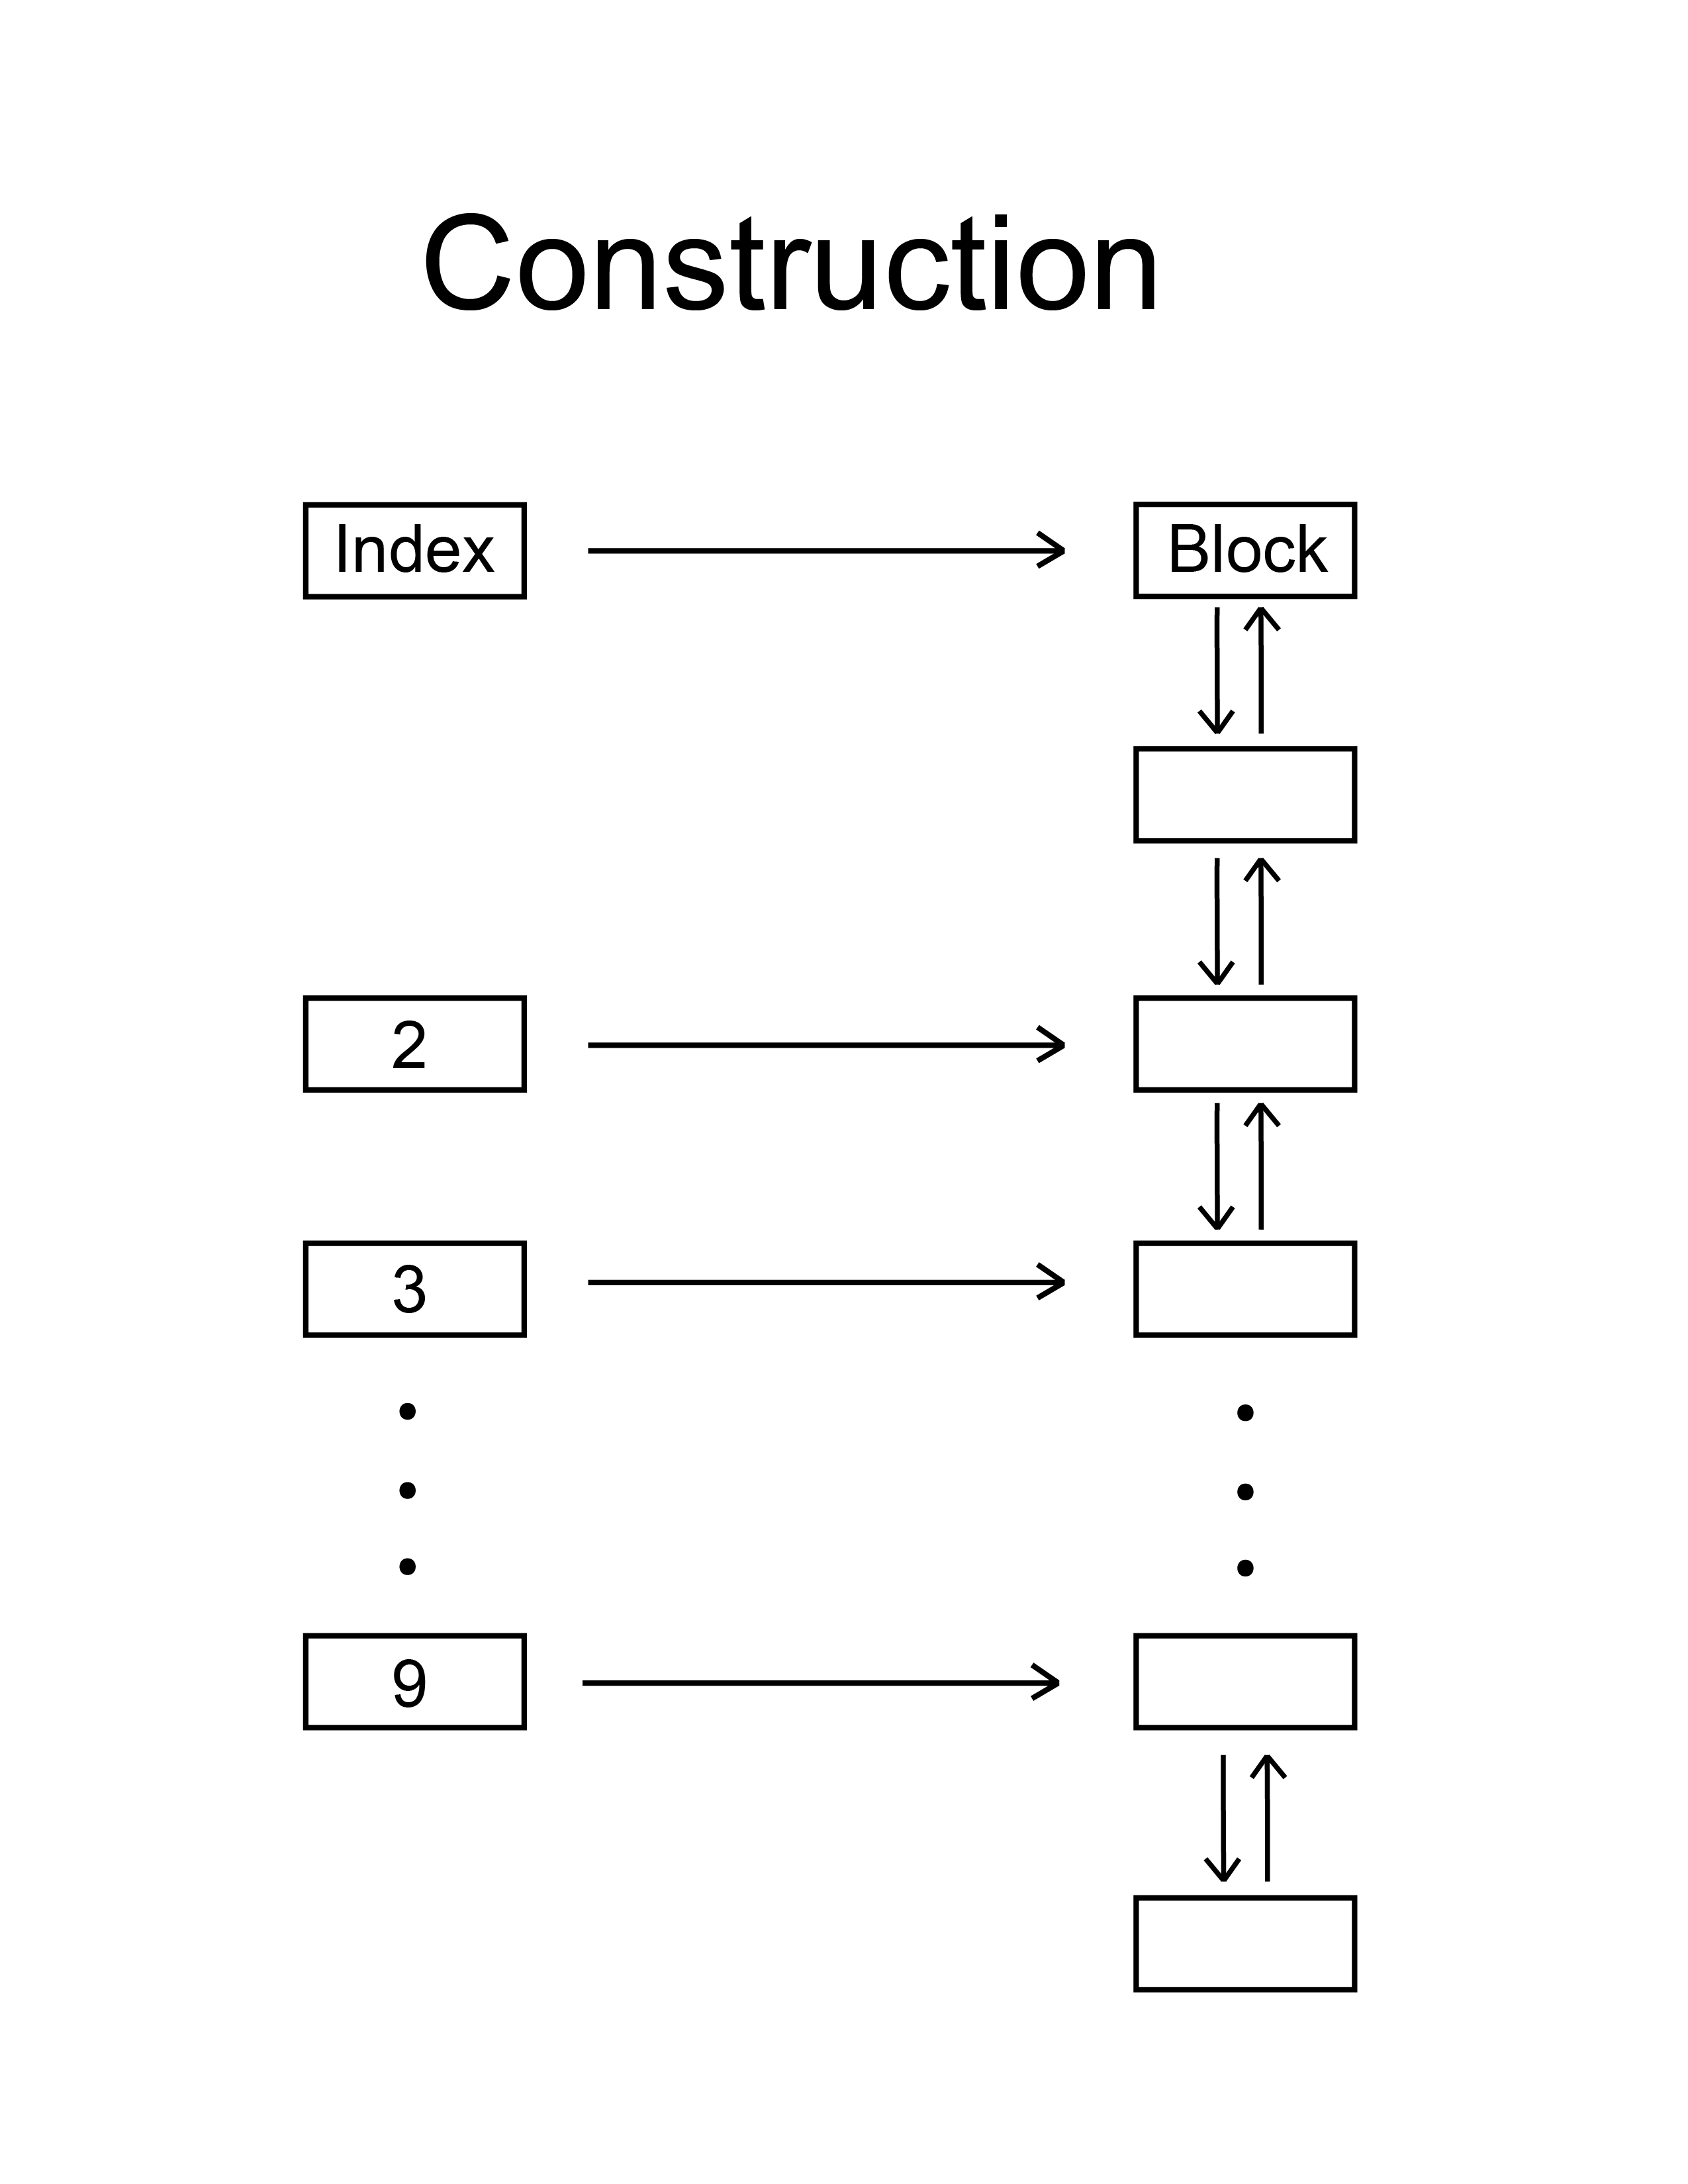 Construction
Index
Block
2
3
9